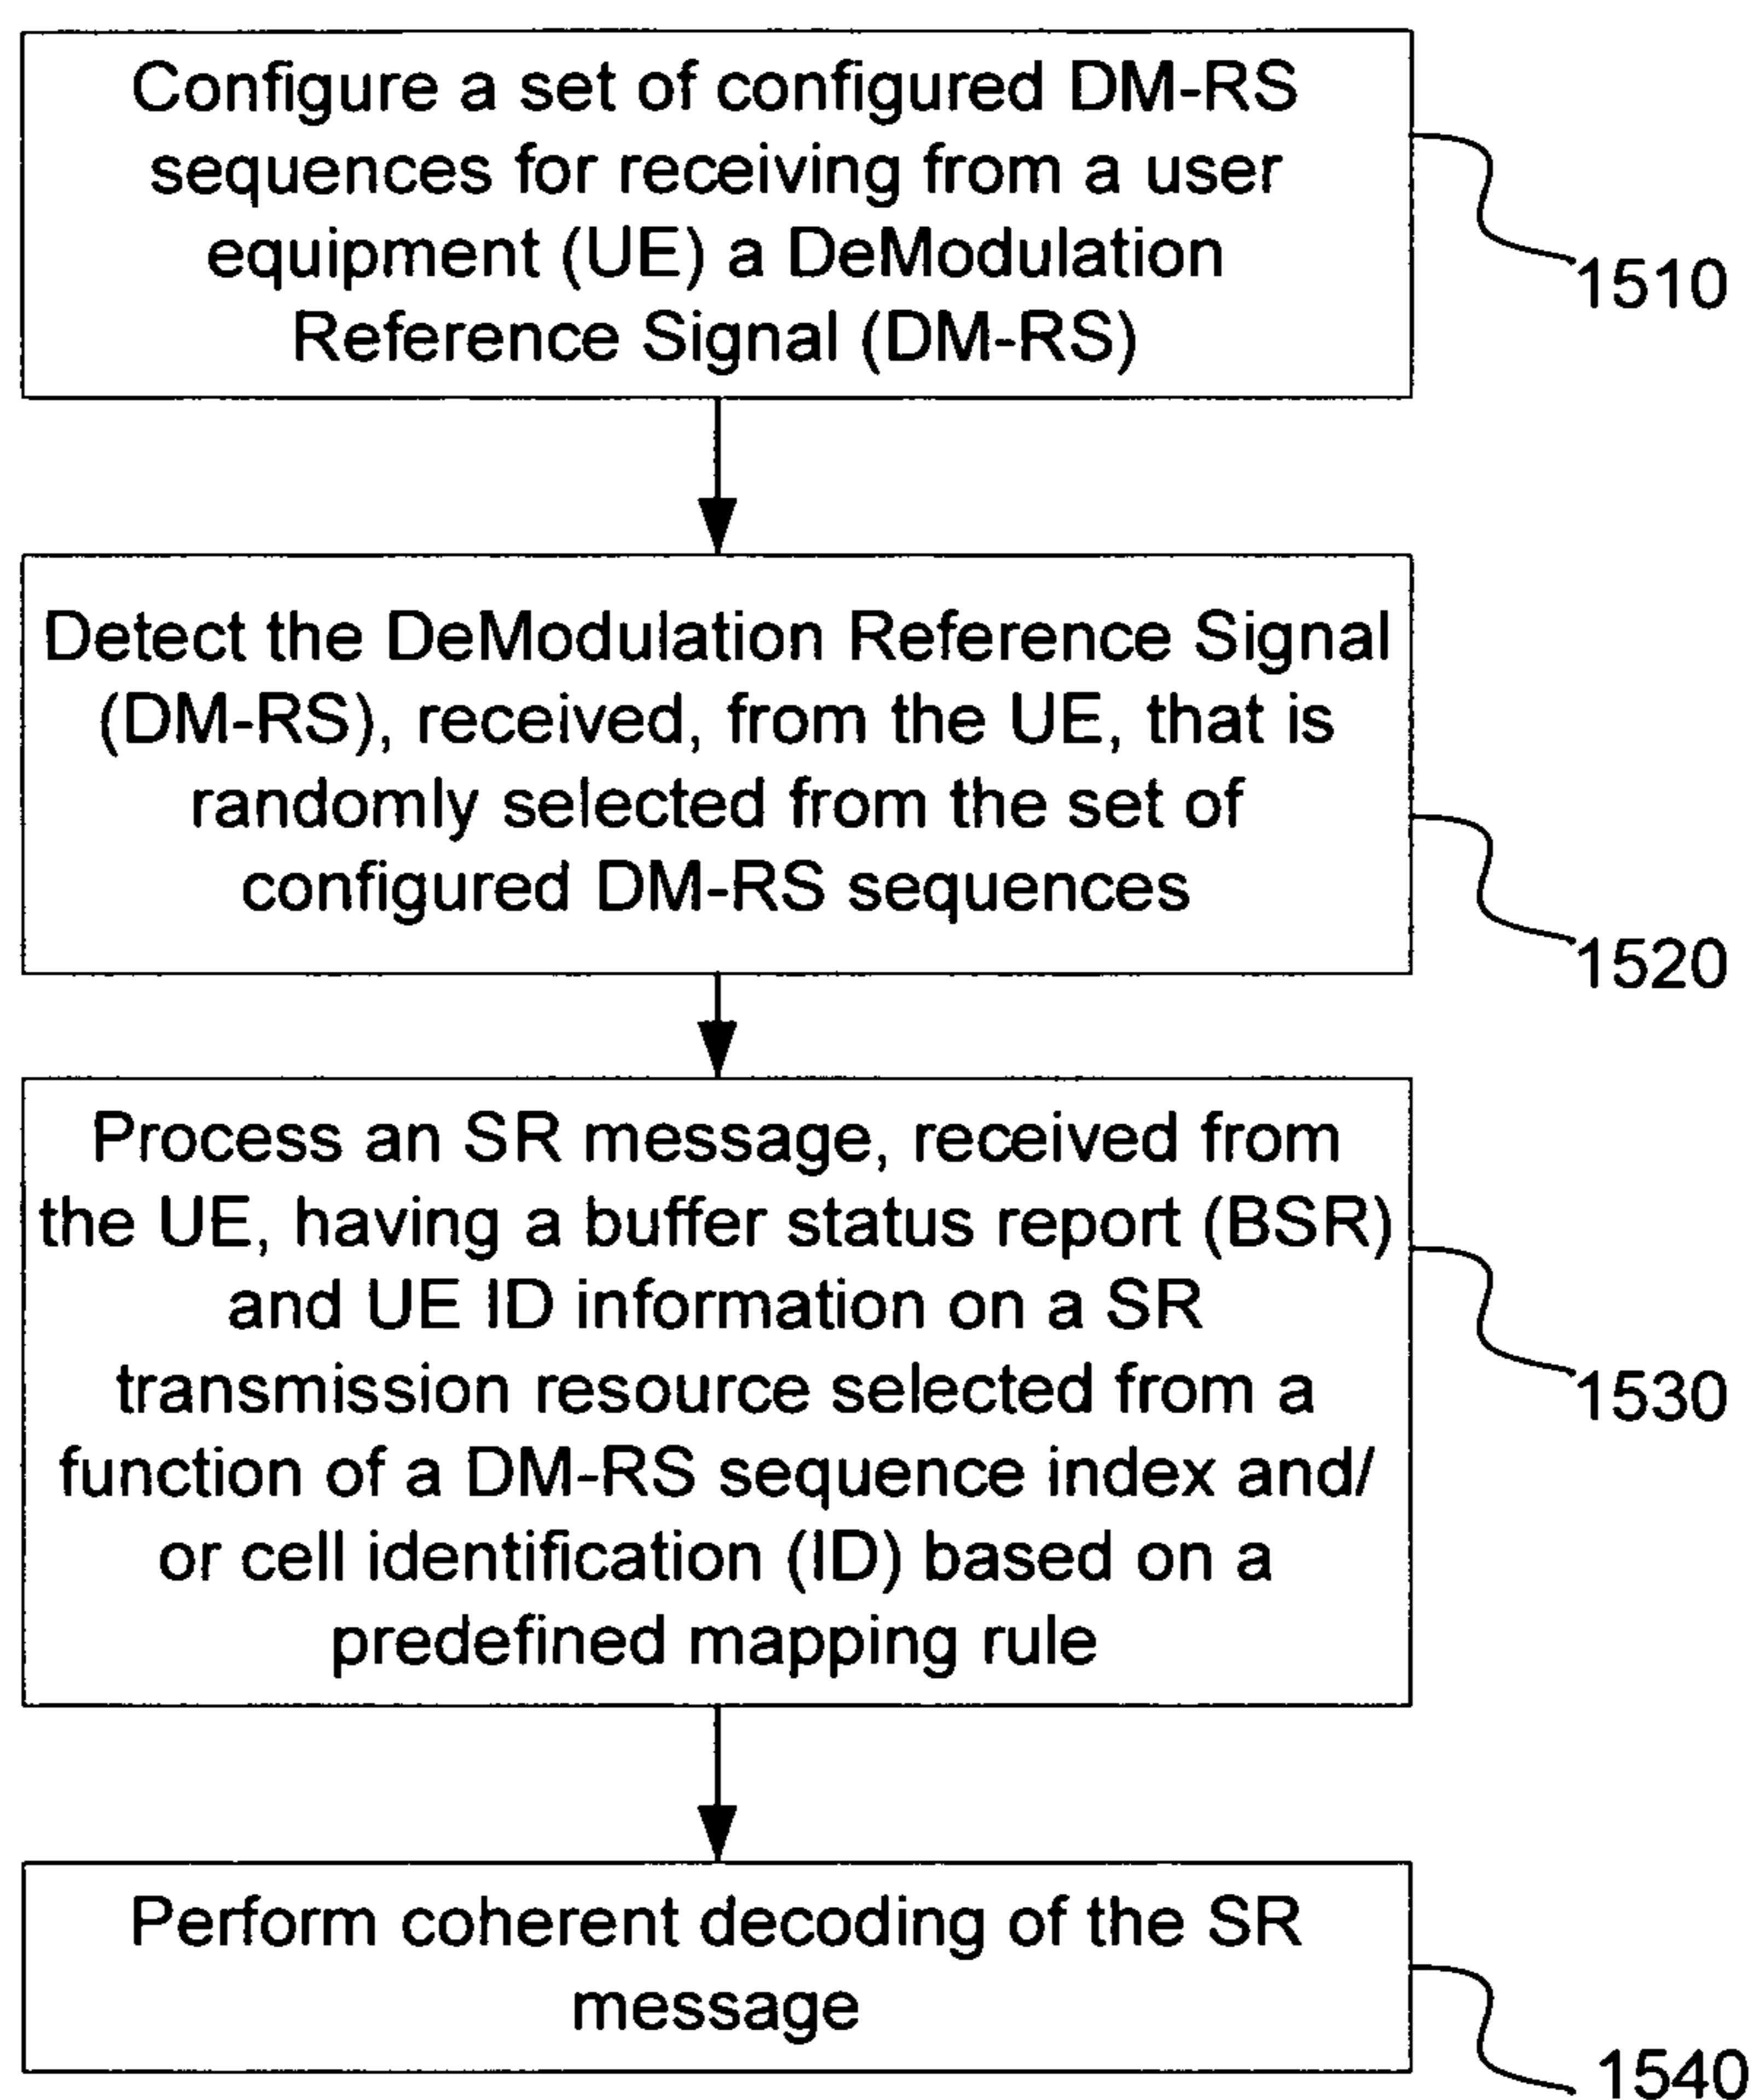 Configure a set of configured DM-RS
sequences for receiving from a user
equipment (UE) a DeModulation
Reference Signal (DM-RS)
1510
Detect the DeModulation Reference Signal
(DM-RS), received, from the UE, that is
randomly selected from the set of
configured DM-RS sequences
1520
Process an SR message, received from
the UE, having a buffer status report (BSR)
and UE ID information on a SR
transmission resource selected from a
function of a DM-RS sequence index and/
or cell identification (ID) based on a
predefined mapping rule
1530
Perform coherent decoding of the SR
message
1540